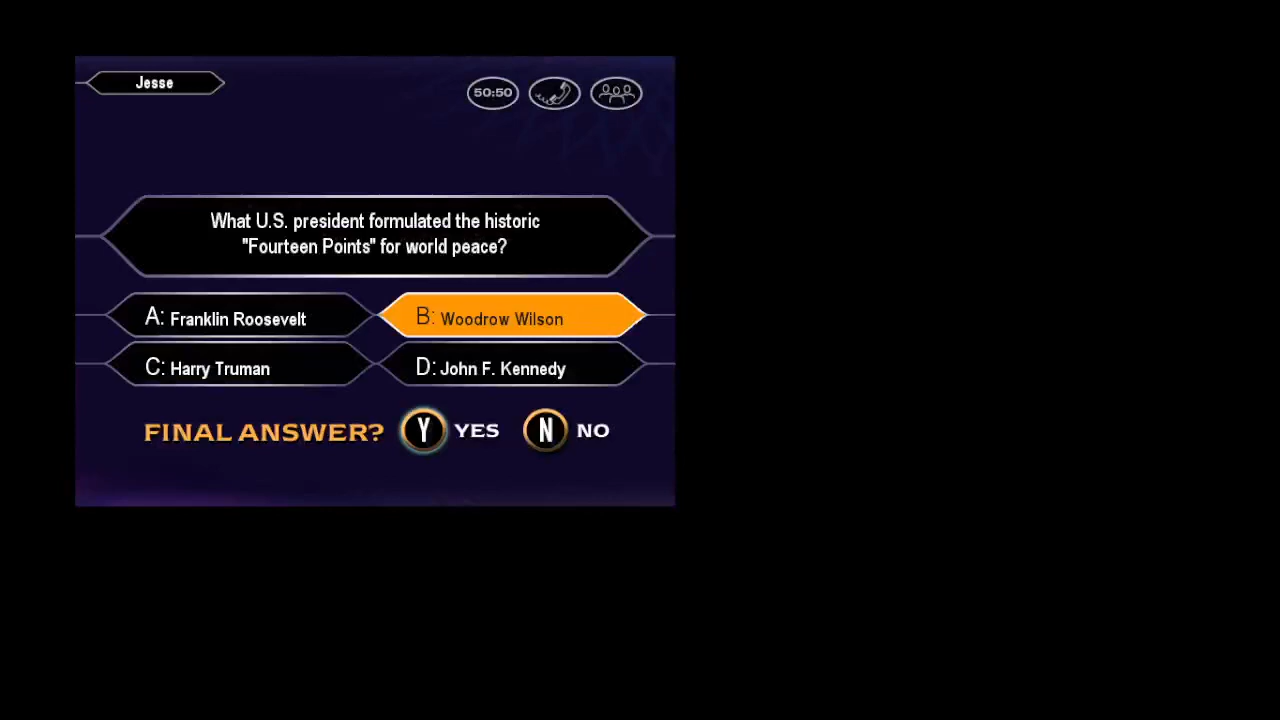 Jesse
50:50
What U.S. president formulated the historic
"Fourteen Points" for world peace?
A: Franklin Roosevelt
B: Woodrow Wilson
C: Harry Truman
D: John F. Kennedy
FINAL ANSWER? Y YES N NO